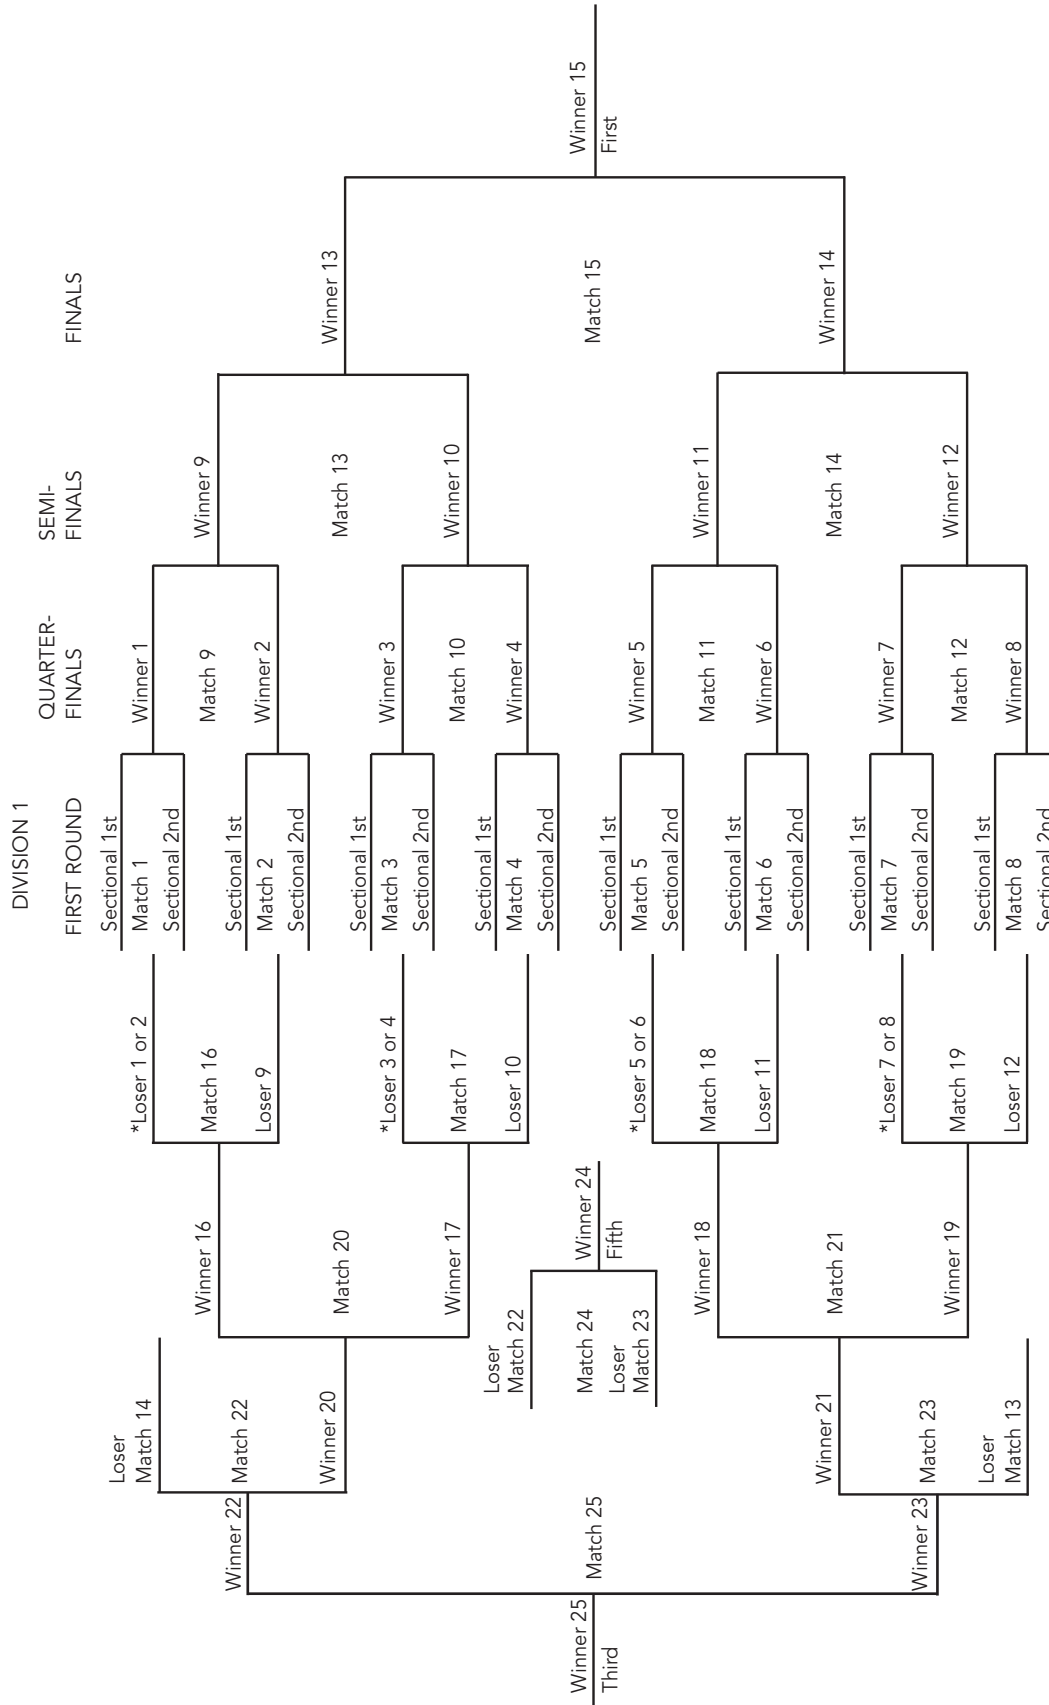 DIVISION 1
FIRST ROUND
QUARTER-
FINALS
SEMI-
FINALS
FINALS
Sectional 1st
Match 1
Sectional 2nd
Sectional 1st
Match 2
Sectional 2nd
Sectional 1st
Match 3
Sectional 2nd
Sectional 1st
Match 4
Sectional 2nd
Sectional 1st
Match 5
Sectional 2nd
Sectional 1st
Match 6
Sectional 2nd
Sectional 1st
Match 7
Sectional 2nd
Sectional 1st
Match 8
Sectional 2nd
Winner 1
Match 9
Winner 2
Winner 3
Match 10
Winner 4
Winner 5
Match 11
Winner 6
Winner 7
Match 12
Winner 8
Winner 9
Match 13
Winner 10
Winner 11
Match 14
Winner 12
Winner 13
Match 15
Winner 14
Winner 15
First
*Loser 1 or 2
Match 16
Loser 9
*Loser 3 or 4
Match 17
Loser 10
*Loser 5 or 6
Match 18
Loser 11
*Loser 7 or 8
Match 19
Loser 12
Winner 16
Match 20
Winner 17
Winner 18
Match 21
Winner 19
Loser
Match 14
Match 22
Winner 20
Winner 21
Match 23
Loser
Match 13
Loser
Match 22
Match 24
Loser
Match 23
Winner 24
Fifth
Winner 22
Match 25
Winner 23
Winner 25
Third